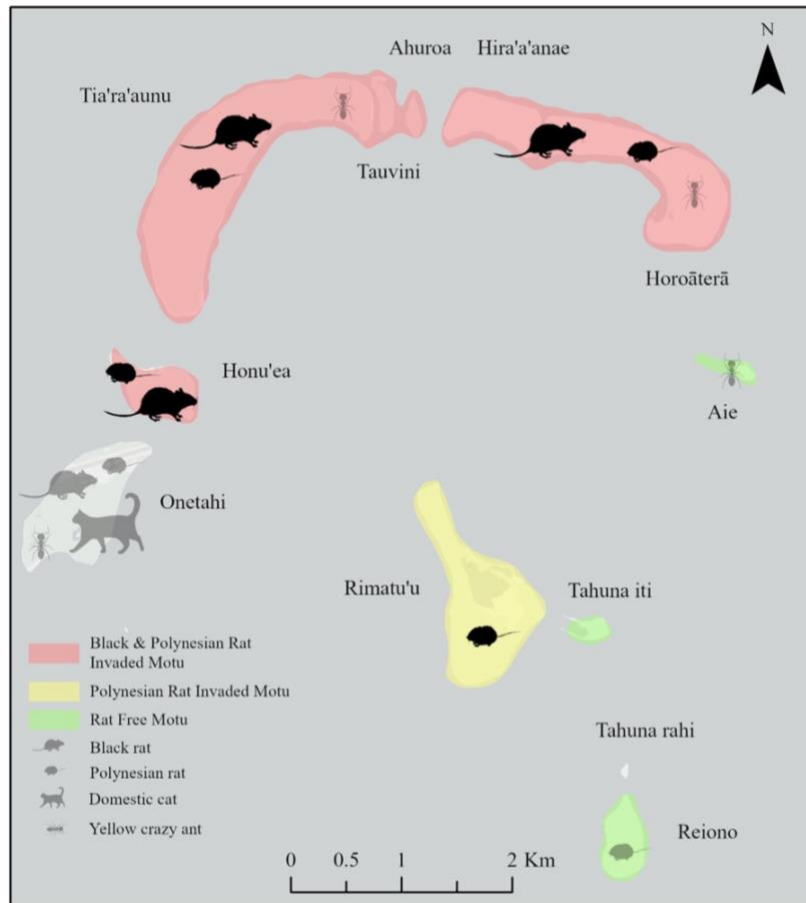 Ahuroa
Hira'a'anae
N
Tia'ra'aunu
Tauvini
Horoāterā
Honu'ea
Aie
Onetahi
Rimatu'u
Tahuna iti
Black & Polynesian Rat
Invaded Motu
Polynesian Rat Invaded Motu
Rat Free Motu
Black rat
Polynesian rat
Domestic cat
Yellow crazy ant
Tahuna rahi
Reiono
0 0.5 1 2 Km